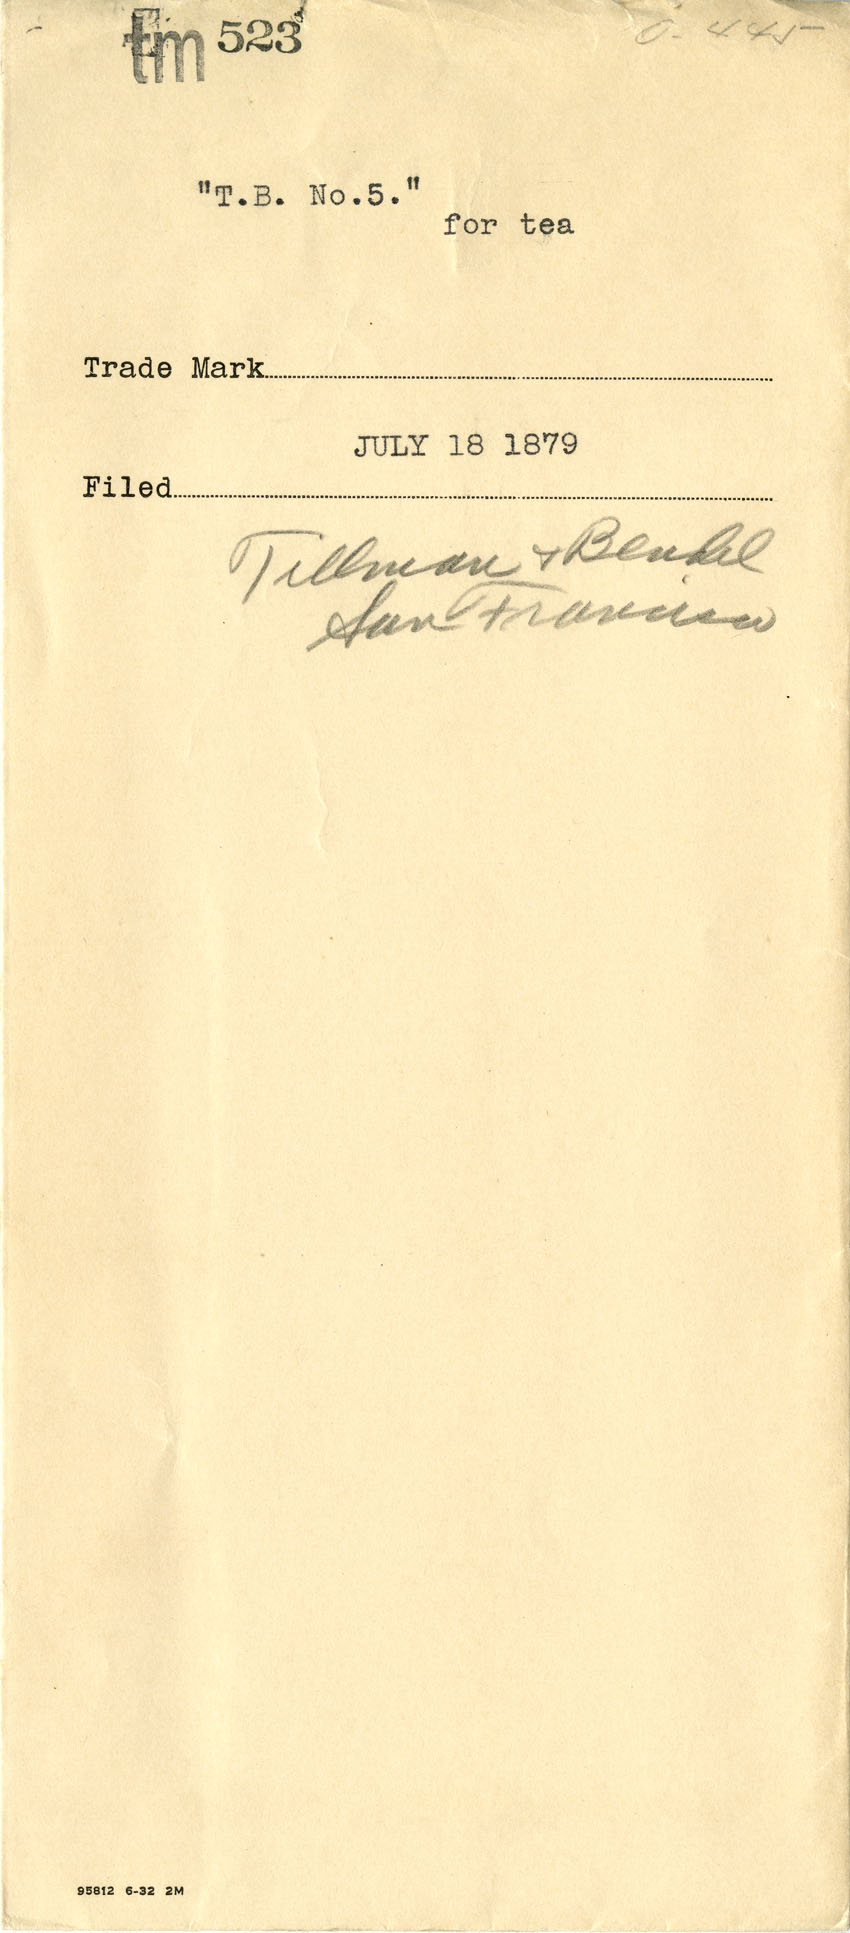 tm 523
0-445
"T.B. No.5."
for tea
Trade Mark
JULY 18 1879
Filed
Tillman + Bendel
San Francisco
95812 6-32 2M